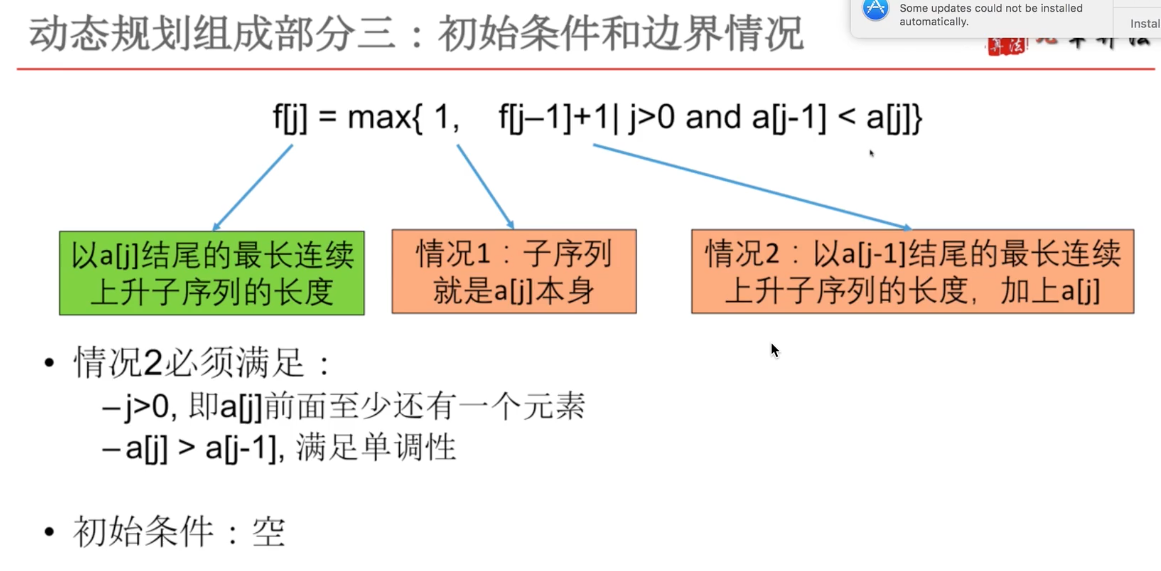 Some updates could not be installed
automatically.
Instal
动态规划组成部分三：初始条件和边界情况
算法
f[j] = max{ 1, f[j–1]+1| j>0 and a[j-1] < a[j]}
以a[j]结尾的最长连续
上升子序列的长度
情况1：子序列
就是a[j]本身
情况2：以a[j-1]结尾的最长连续
上升子序列的长度，加上a[j]
• 情况2必须满足：
–j>0, 即a[j]前面至少还有一个元素
–a[j] > a[j-1], 满足单调性
• 初始条件：空